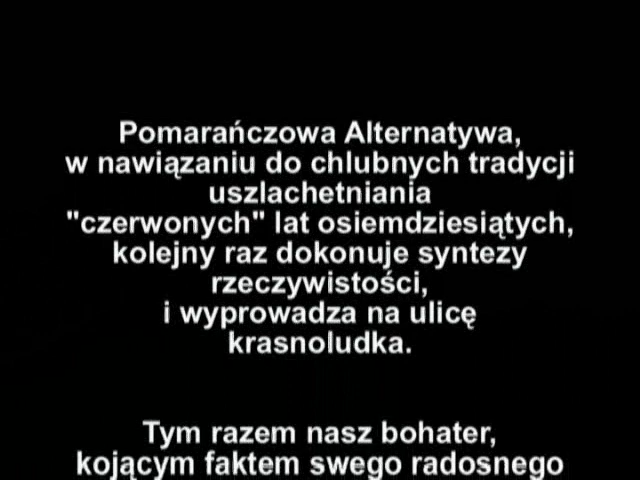 Pomarańczowa Alternatywa,
w nawiązaniu do chlubnych tradycji
uszlachetniania
"czerwonych" lat osiemdziesiątych,
kolejny raz dokonuje syntezy
rzeczywistości,
i wyprowadza na ulicę
krasnoludka.
Tym razem nasz bohater,
kojącym faktem swego radosnego